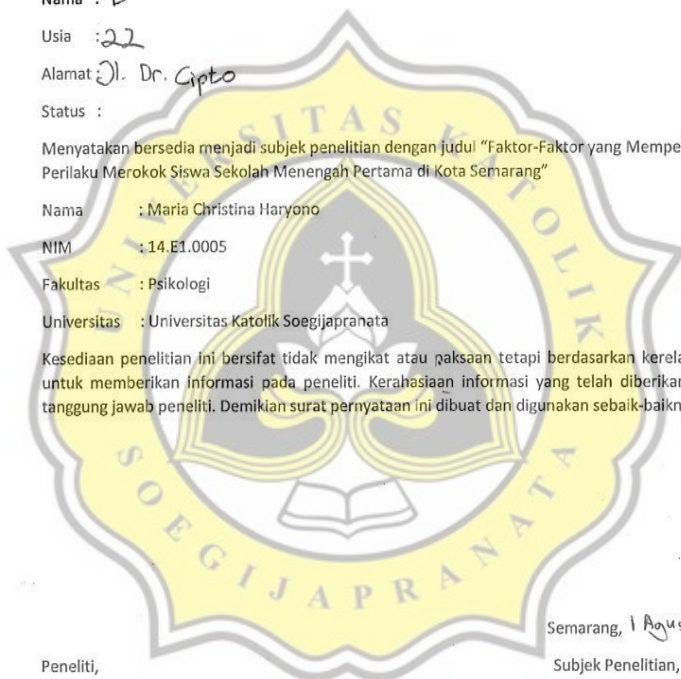 Nama :
Usia : 22
Alamat : Jl. Dr. Cipto
Status :
Menyatakan bersedia menjadi subjek penelitian dengan judul “Faktor-Faktor yang Mempe
Perilaku Merokok Siswa Sekolah Menengah Pertama di Kota Semarang”
Nama : Maria Christina Haryono
NIM : 14.E1.0005
Fakultas : Psikologi
Universitas : Universitas Katolik Soegijapranata
Kesediaan penelitian ini bersifat tidak mengikat atau paksaan tetapi berdasarkan kerela
untuk memberikan informasi pada peneliti. Kerahasiaan informasi yang telah diberikan
tanggung jawab peneliti. Demikian surat pernyataan ini dibuat dan digunakan sebaik-baikn
Semarang, 1 Agus
Peneliti, Subjek Penelitian,
UNIVERSITAS KATOLIK
SOEGIJAPRANATA